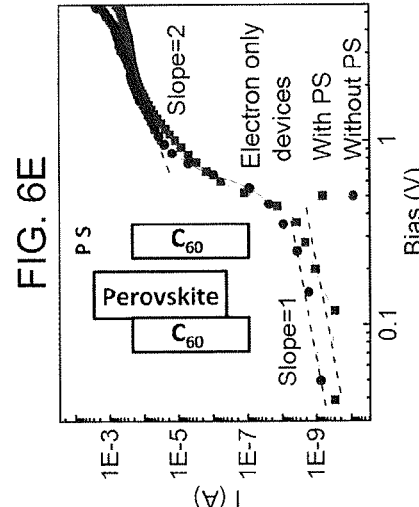 FIG. 6E
PS
C60
Perovskite
C60
Slope=2
Slope=1
Electron only
devices
With PS
Without PS
1E-3
1E-5
1E-7
1E-9
I (A)
0.1
1
Bias (V)